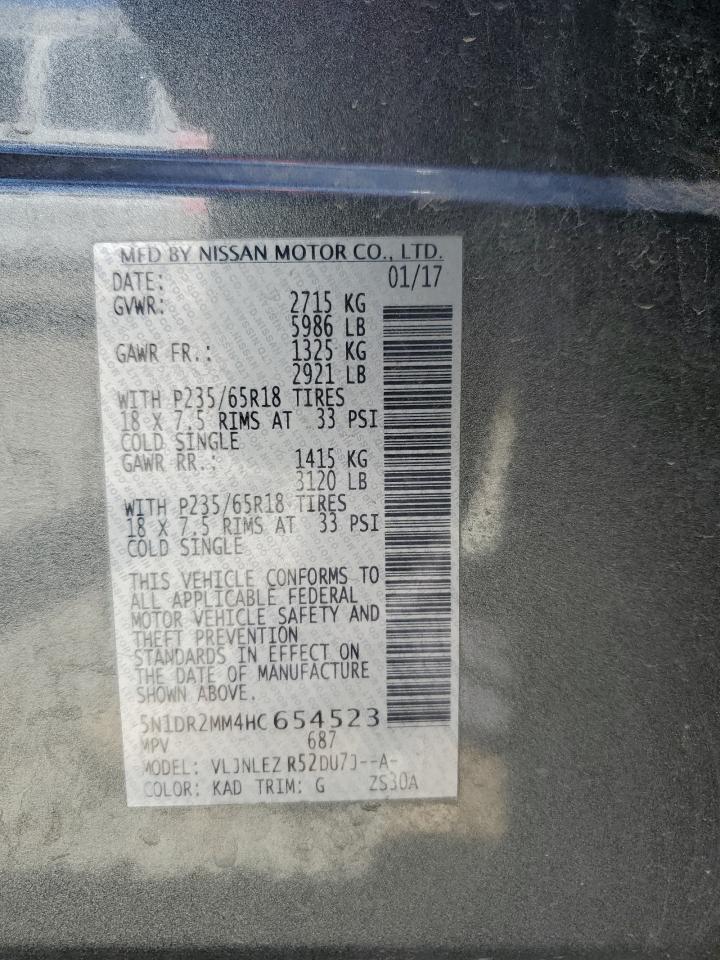 MFD BY NISSAN MOTOR CO., LTD.
DATE: 01/17
GVWR: 2715 KG
5986 LB
GAWR FR.: 1325 KG
2921 LB
WITH P235/65R18 TIRES
18 X 7.5 RIMS AT 33 PSI
COLD SINGLE
GAWR RR.: 1415 KG
3120 LB
WITH P235/65R18 TIRES
18 X 7.5 RIMS AT 33 PSI
COLD SINGLE
THIS VEHICLE CONFORMS TO
ALL APPLICABLE FEDERAL
MOTOR VEHICLE SAFETY AND
THEFT PREVENTION
STANDARDS IN EFFECT ON
THE DATE OF MANUFACTURE
SHOWN ABOVE.
5N1DR2MM4HC654523
MPV 687
MODEL: VLJNLEZ R52DU7J--A-
COLOR: KAD TRIM: G ZS30A